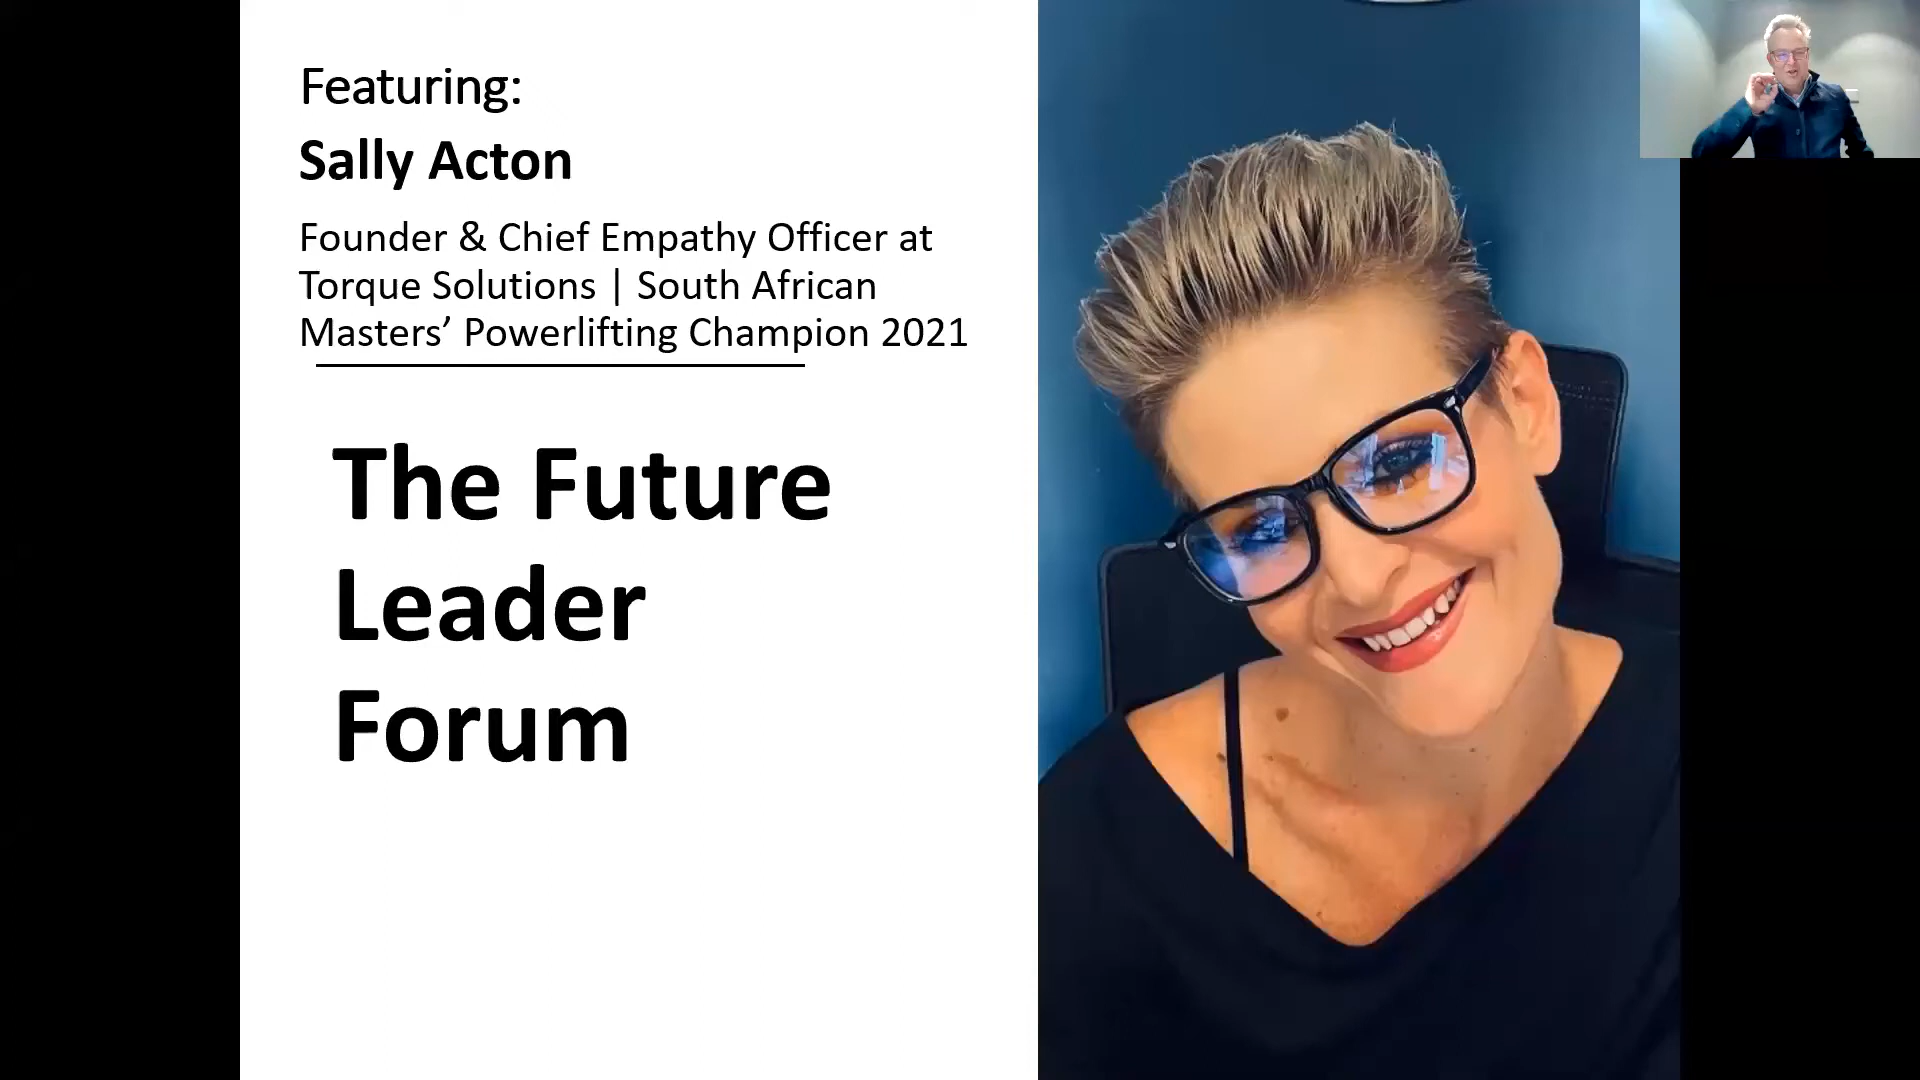 Featuring:
Sally Acton
Founder & Chief Empathy Officer at
Torque Solutions | South African
Masters’ Powerlifting Champion 2021
The Future
Leader
Forum